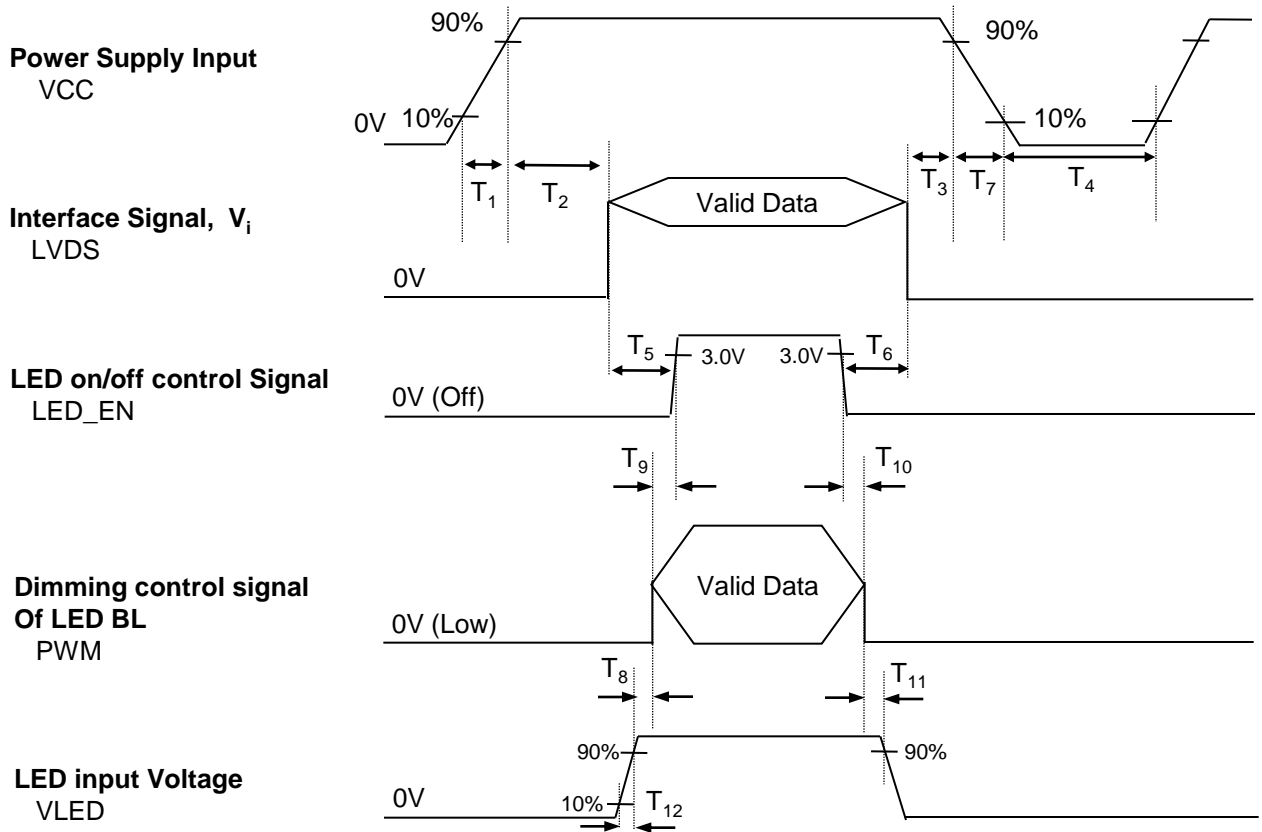 90%
90%
Power Supply Input
VCC
0V
10%
10%
T1
T2
T3
T7
T4
Interface Signal, Vi
LVDS
Valid Data
0V
T5
3.0V
3.0V
T6
LED on/off control Signal
LED_EN
0V (Off)
T9
T10
Dimming control signal
Of LED BL
PWM
Valid Data
0V (Low)
T8
T11
90%
90%
LED input Voltage
VLED
0V
10%
T12